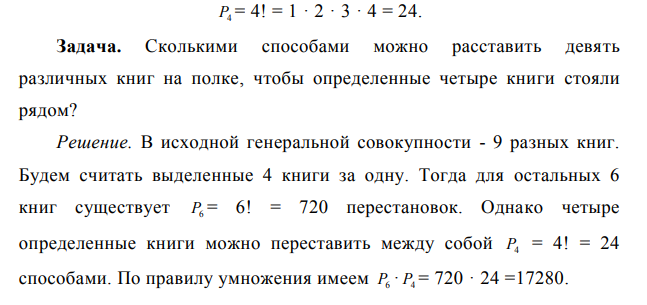 P₄ = 4! = 1 · 2 · 3 · 4 = 24.
Задача. Сколькими способами можно расставить девять
различных книг на полке, чтобы определенные четыре книги стояли
рядом?
Решение. В исходной генеральной совокупности - 9 разных книг.
Будем считать выделенные 4 книги за одну. Тогда для остальных 6
книг существует P₆ = 6! = 720 перестановок. Однако четыре
определенные книги можно переставить между собой P₄ = 4! = 24
способами. По правилу умножения имеем P₆ · P₄ = 720 · 24 =17280.